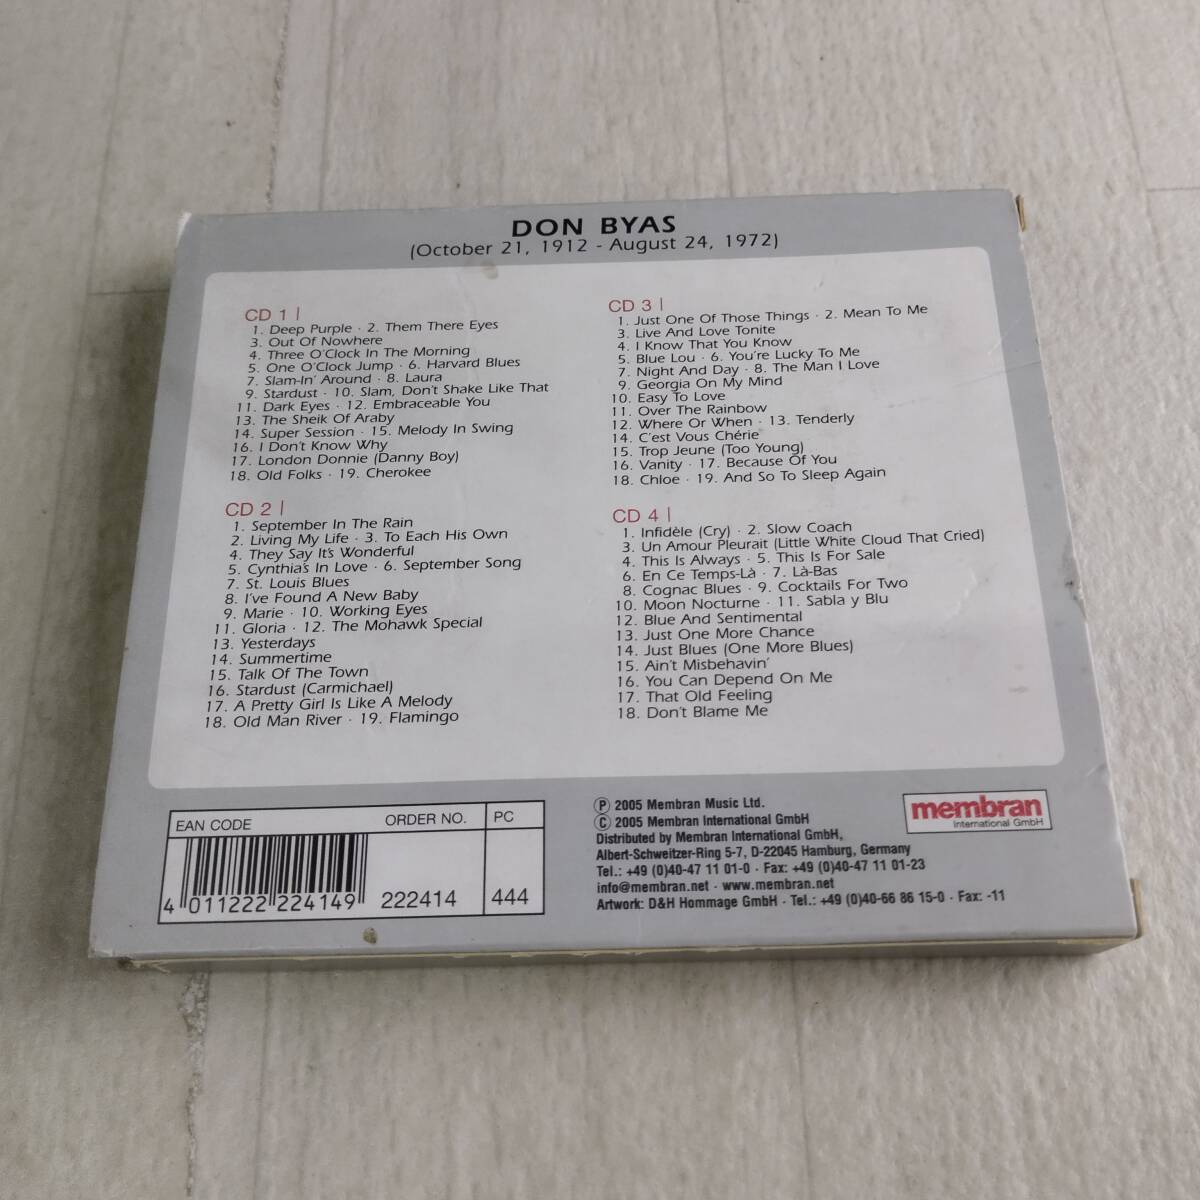 DON BYAS
(October 21, 1912 - August 24, 1972)
CD 1
1. Deep Purple · 2. Them There Eyes
3. Out Of Nowhere
4. Three O'Clock In The Morning
5. One O'Clock Jump · 6. Harvard Blues
7. Slam-In' Around · 8. Laura
9. Stardust · 10. Slam, Don't Shake Like That
11. Dark Eyes · 12. Embraceable You
13. The Sheik Of Araby
14. Super Session · 15. Melody In Swing
16. I Don't Know Why
17. London Donnie (Danny Boy)
18. Old Folks · 19. Cherokee
CD 2
1. September In The Rain
2. Living My Life · 3. To Each His Own
4. They Say It's Wonderful
5. Cynthia's In Love · 6. September Song
7. St. Louis Blues
8. I've Found A New Baby
9. Marie · 10. Working Eyes
11. Gloria · 12. The Mohawk Special
13. Yesterdays
14. Summertime
15. Talk Of The Town
16. Stardust (Carmichael)
17. A Pretty Girl Is Like A Melody
18. Old Man River · 19. Flamingo
CD 3
1. Just One Of Those Things · 2. Mean To Me
3. Live And Love Tonite
4. I Know That You Know
5. Blue Lou · 6. You're Lucky To Me
7. Night And Day · 8. The Man I Love
9. Georgia On My Mind
10. Easy To Love
11. Over The Rainbow
12. Where Or When · 13. Tenderly
14. C'est Vous Chérie
15. Trop Jeune (Too Young)
16. Vanity · 17. Because Of You
18. Chloe · 19. And So To Sleep Again
CD 4
1. Infidèle (Cry) · 2. Slow Coach
3. Un Amour Pleurait (Little White Cloud That Cried)
4. This Is Always · 5. This Is For Sale
6. En Ce Temps-Là · 7. Là-Bas
8. Cognac Blues · 9. Cocktails For Two
10. Moon Nocturne · 11. Sabla y Blu
12. Blue And Sentimental
13. Just One More Chance
14. Just Blues (One More Blues)
15. Ain't Misbehavin'
16. You Can Depend On Me
17. That Old Feeling
18. Don't Blame Me
EAN CODE ORDER NO. PC
4 011222 224149 222414 444
Ⓟ 2005 Membran Music Ltd.
Ⓒ 2005 Membran International GmbH
Distributed by Membran International GmbH,
Albert-Schweitzer-Ring 5-7, D-22045 Hamburg, Germany
Tel.: +49 (0)40-47 11 01-0 · Fax: +49 (0)40-47 11 01-23
info@membran.net · www.membran.net
Artwork: D&H Hommage GmbH · Tel.: +49 (0)40-66 86 15-0 · Fax: -11
membran
International GmbH